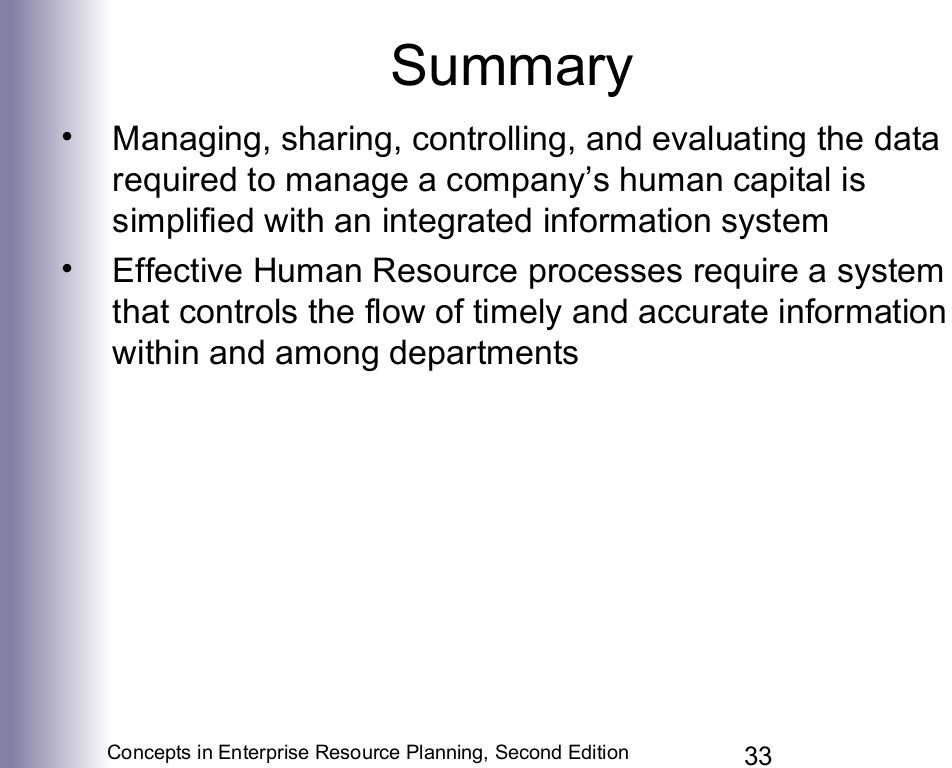 Summary
• Managing, sharing, controlling, and evaluating the data
required to manage a company’s human capital is
simplified with an integrated information system
• Effective Human Resource processes require a system
that controls the flow of timely and accurate information
within and among departments
Concepts in Enterprise Resource Planning, Second Edition
33